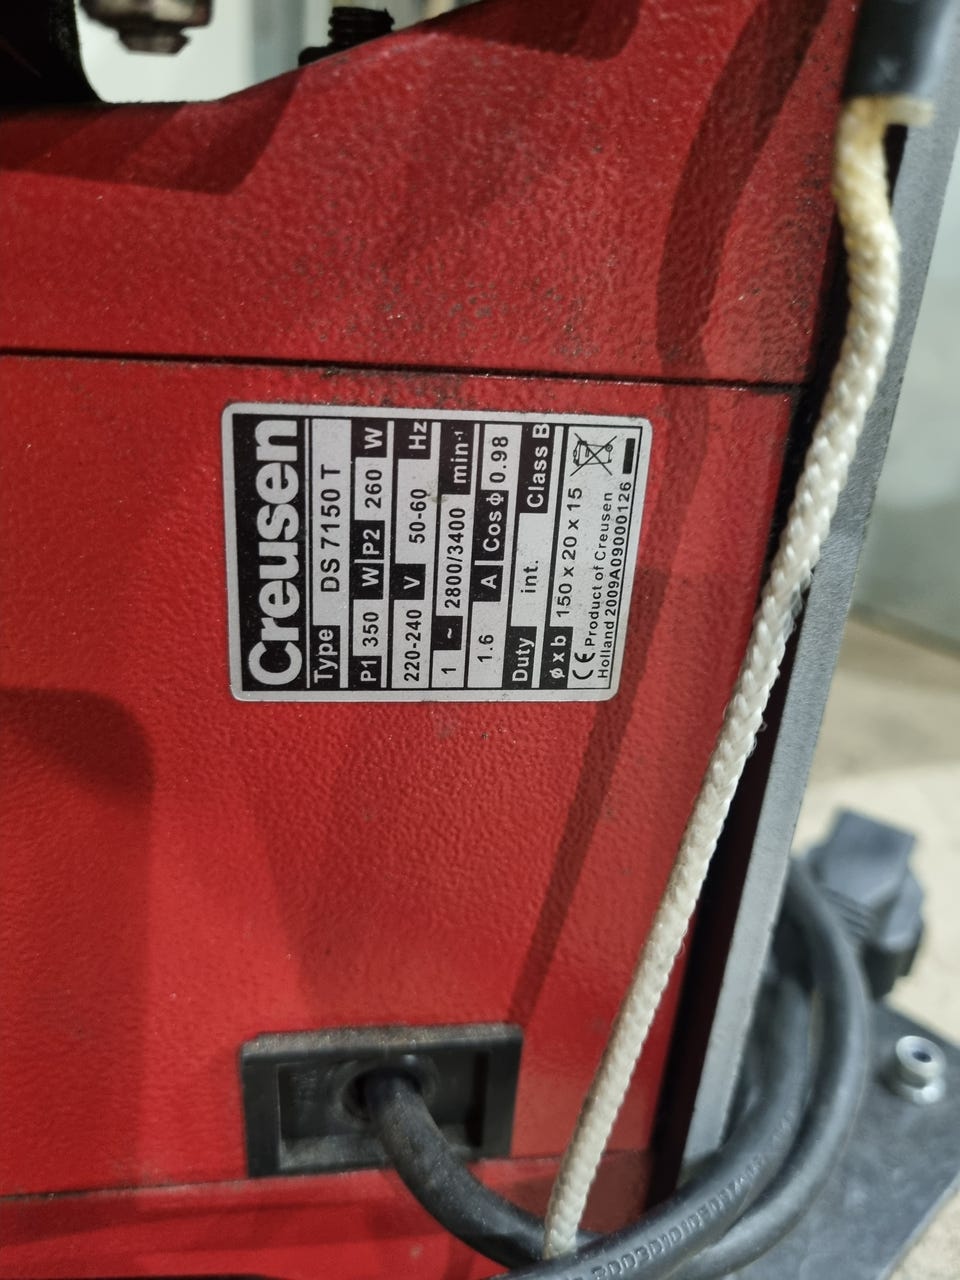 Creusen
Type DS 7150 T
P1 350 W P2 260 W
220-240 V 50-60 Hz
1 ~ 2800/3400 min-¹
1.6 A Cos ϕ 0.98
Duty int. Class B
ø x b 150 x 20 x 15
CE Product of Creusen
Holland 2009A09000126